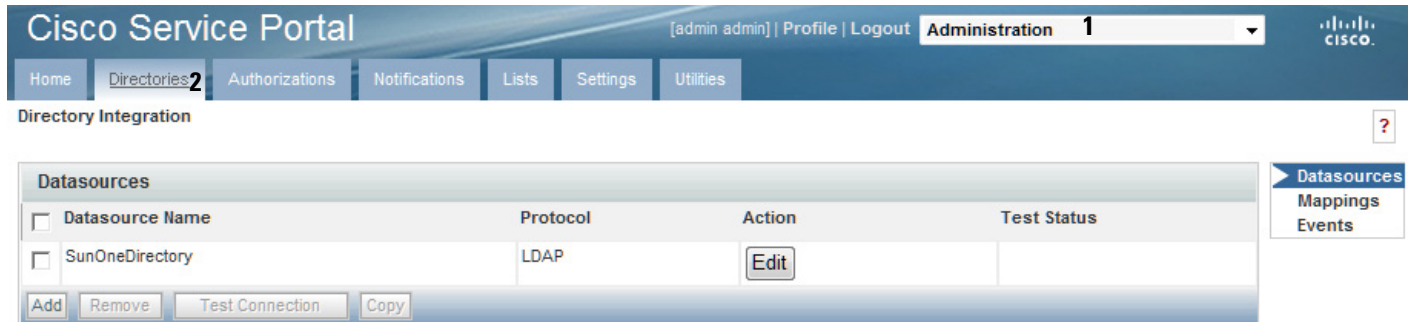 Cisco Service Portal
[admin admin] | Profile | Logout Administration 1
CISCO.
Home Directories 2 Authorizations Notifications Lists Settings Utilities
Directory Integration
?
Datasources
Datasource Name Protocol Action Test Status
SunOneDirectory LDAP Edit
Add Remove Test Connection Copy
Datasources
Mappings
Events